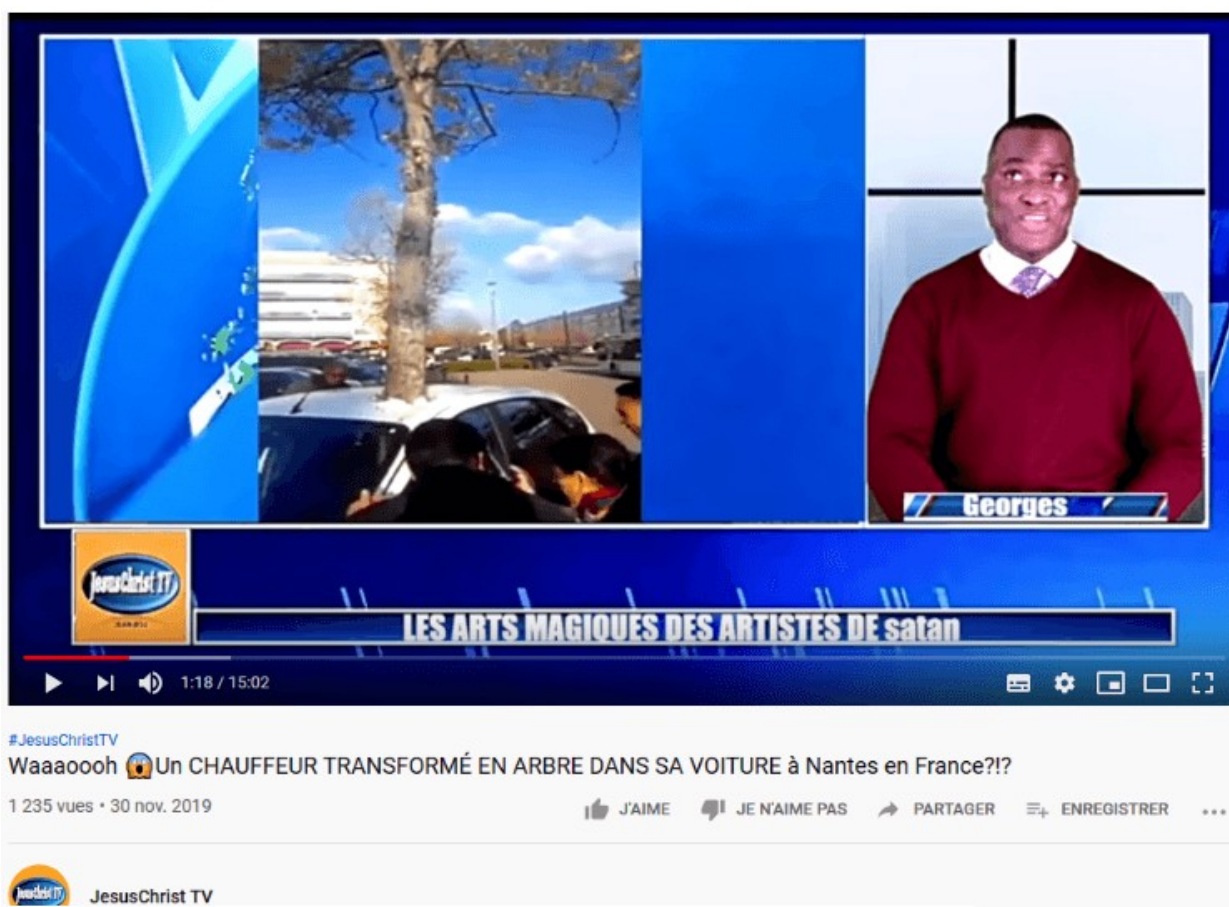 Georges
JesusChrist TV
LES ARTS MAGIQUES DES ARTISTES DE satan
1:18 / 15:02
#JesusChristTV
Waaaoooh 😱Un CHAUFFEUR TRANSFORMÉ EN ARBRE DANS SA VOITURE à Nantes en France?!?
1 235 vues • 30 nov. 2019
J'AIME JE N'AIME PAS PARTAGER ENREGISTRER ...
JesusChrist TV
JesusChrist TV